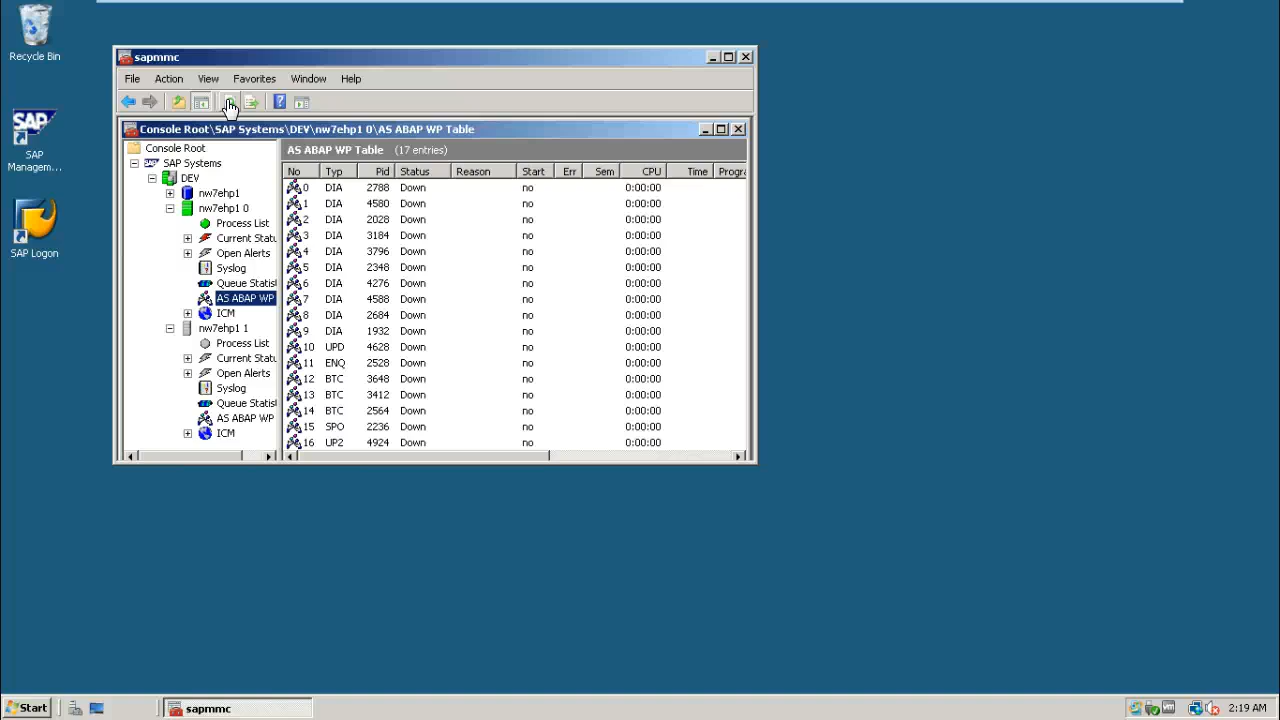 Recycle Bin
SAP
Managem...
SAP Logon
sapmmc
File Action View Favorites Window Help
Console Root\SAP Systems\DEV\nw7ehp1 0\AS ABAP WP Table
Console Root
SAP Systems
DEV
nw7ehp1
nw7ehp1 0
Process List
Current Statu
Open Alerts
Syslog
Queue Statist
AS ABAP WP
ICM
nw7ehp1 1
Process List
Current Statu
Open Alerts
Syslog
Queue Statist
AS ABAP WP
ICM
AS ABAP WP Table (17 entries)
No Typ Pid Status Reason Start Err Sem CPU Time Progra
0 DIA 2788 Down no 0:00:00
1 DIA 4580 Down no 0:00:00
2 DIA 2028 Down no 0:00:00
3 DIA 3184 Down no 0:00:00
4 DIA 3796 Down no 0:00:00
5 DIA 2348 Down no 0:00:00
6 DIA 4276 Down no 0:00:00
7 DIA 4588 Down no 0:00:00
8 DIA 2684 Down no 0:00:00
9 DIA 1932 Down no 0:00:00
10 UPD 4628 Down no 0:00:00
11 ENQ 2528 Down no 0:00:00
12 BTC 3648 Down no 0:00:00
13 BTC 3412 Down no 0:00:00
14 BTC 2564 Down no 0:00:00
15 SPO 2236 Down no 0:00:00
16 UP2 4924 Down no 0:00:00
Start sapmmc 2:19 AM